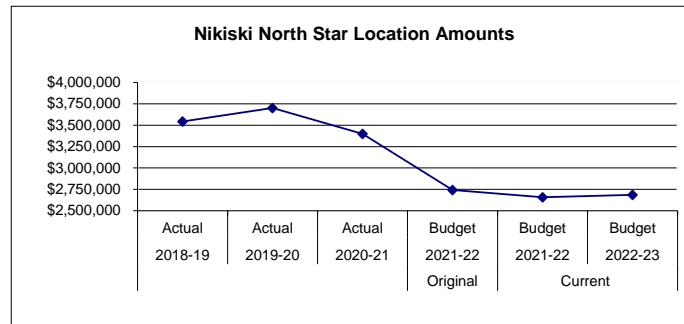 Nikiski North Star Location Amounts
$4,000,000
$3,750,000
$3,500,000
$3,250,000
$3,000,000
$2,750,000
$2,500,000
Actual Actual Actual Budget Budget Budget
2018-19 2019-20 2020-21 2021-22 2021-22 2022-23
Original Current